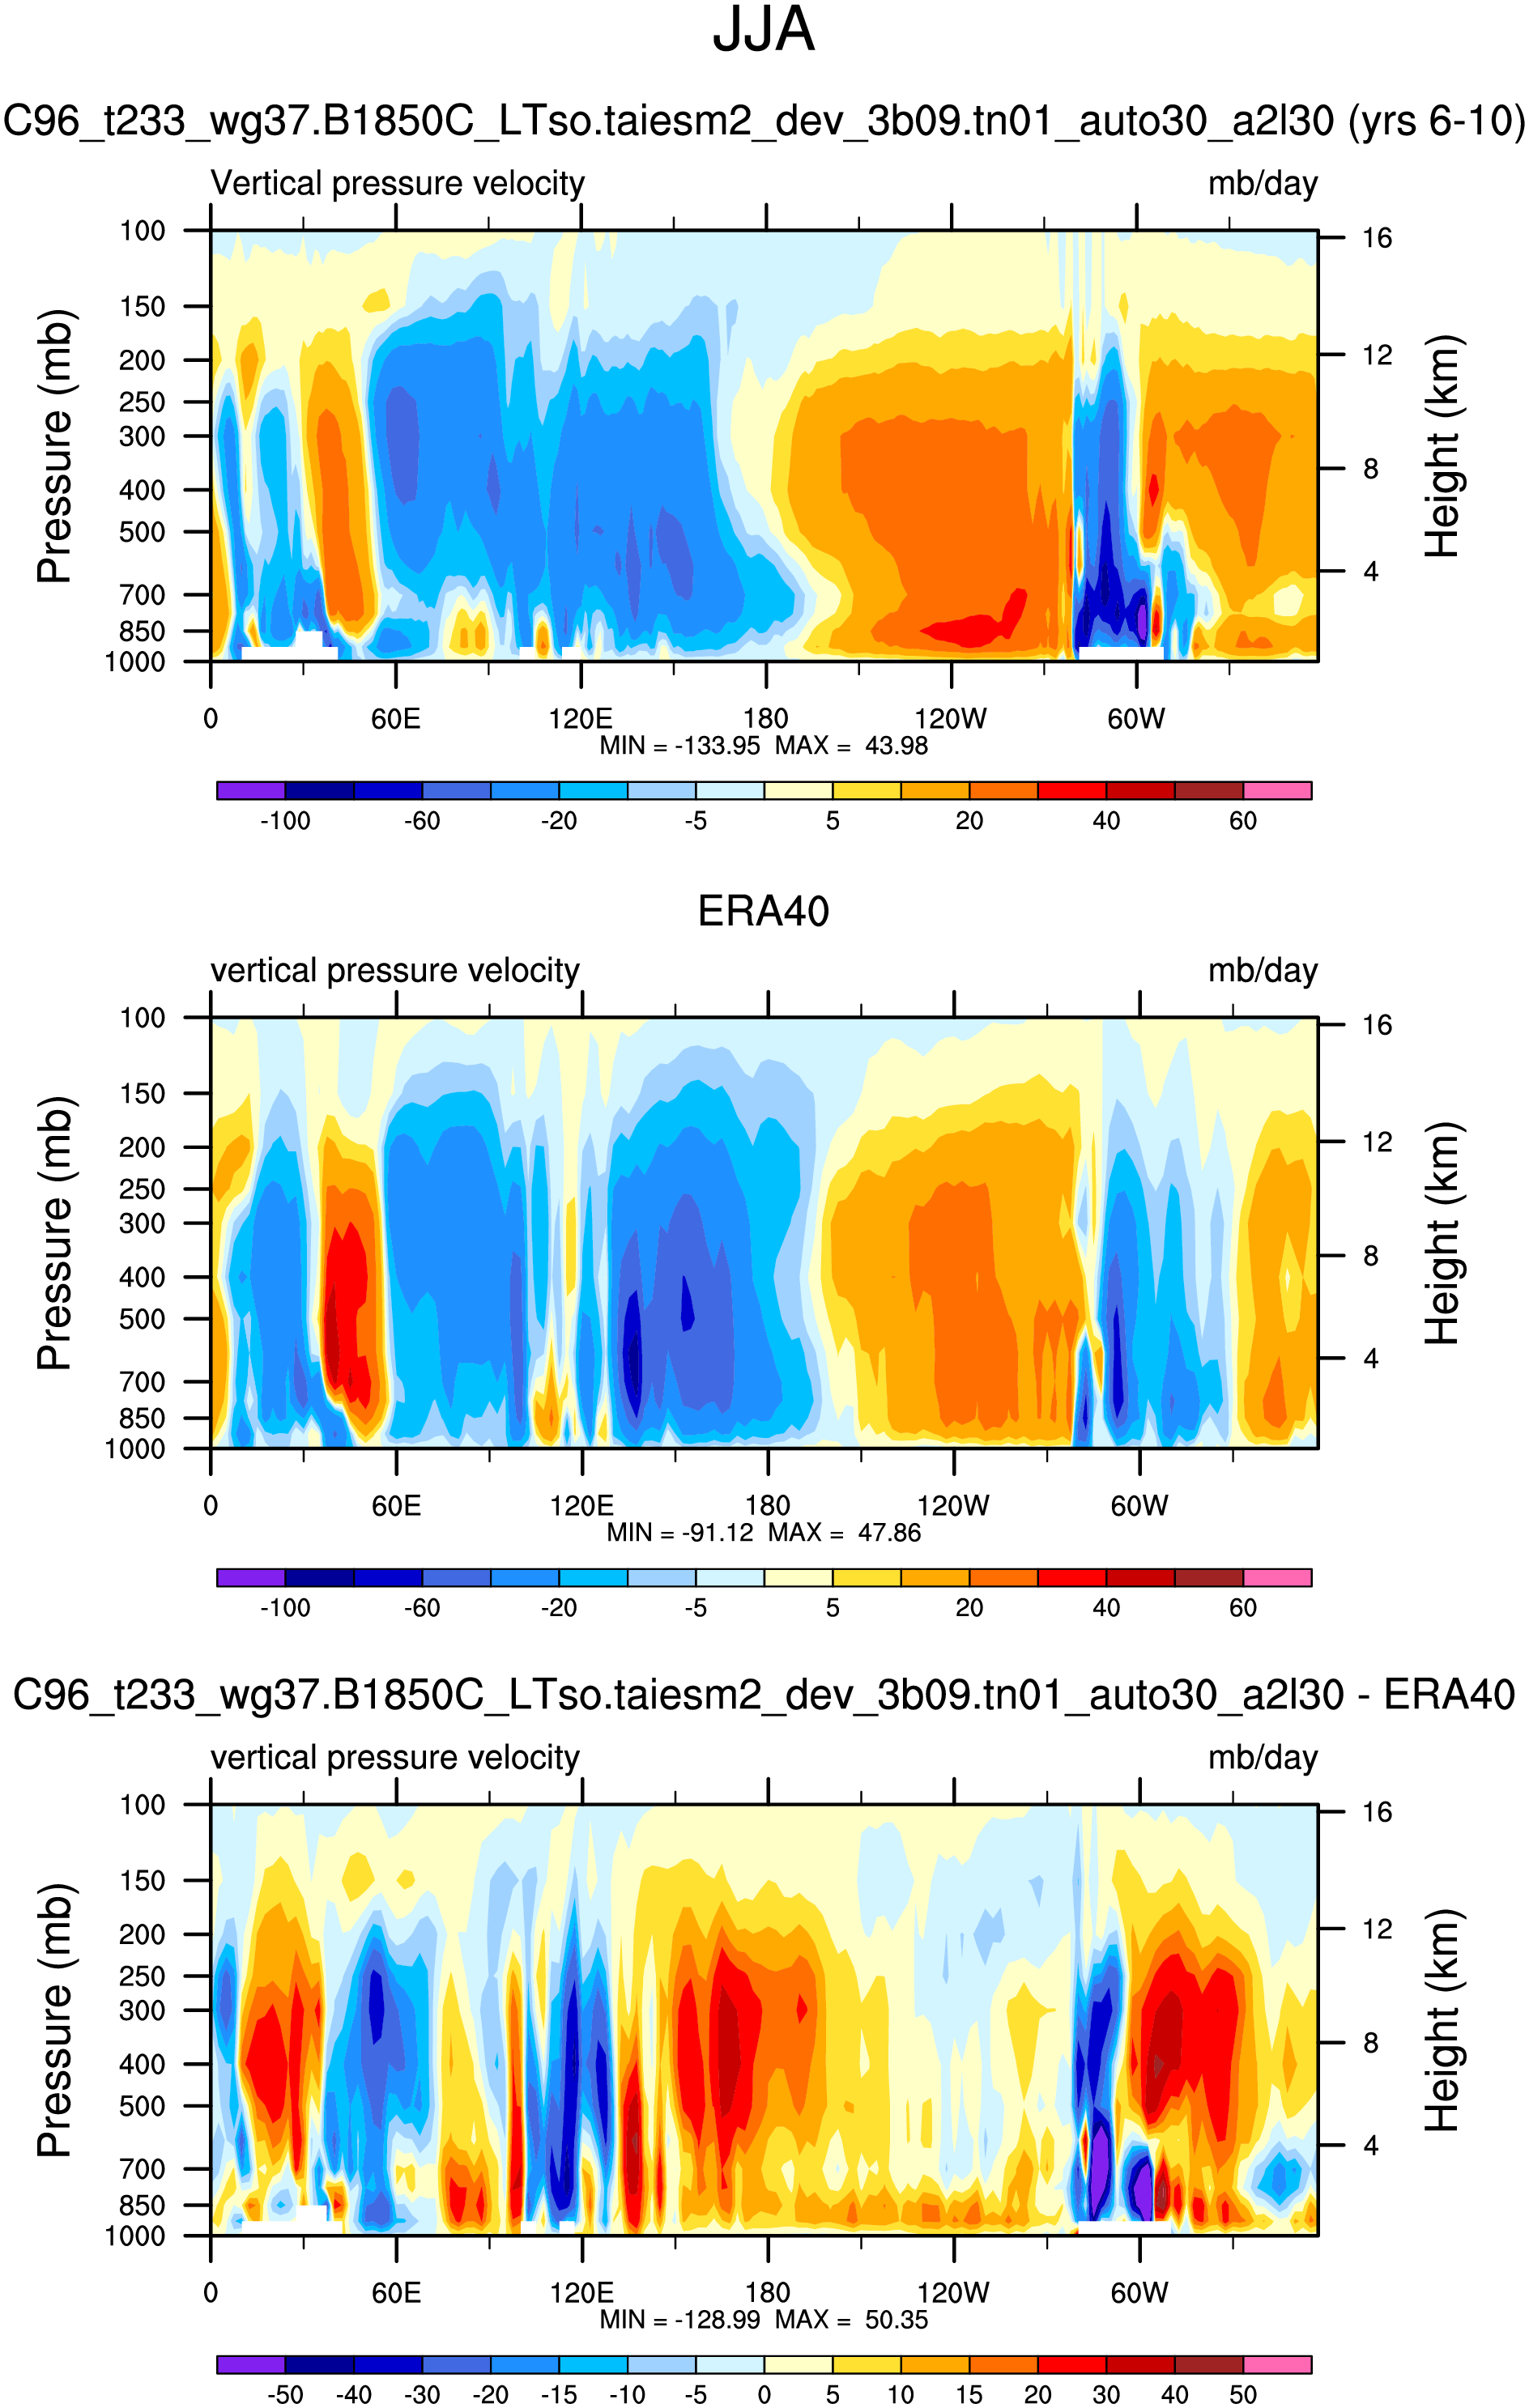 JJA
C96_t233_wg37.B1850C_LTso.taiesm2_dev_3b09.tn01_auto30_a2l30 (yrs 6-10)
Vertical pressure velocity mb/day
100 16
150
200 12
250
300
8
400
500
4
700
850
1000
Pressure (mb)
Height (km)
0 60E 120E 180 120W 60W
MIN = -133.95 MAX = 43.98
-100 -60 -20 -5 5 20 40 60
ERA40
vertical pressure velocity mb/day
100 16
150
200 12
250
300
8
400
500
4
700
850
1000
Pressure (mb)
Height (km)
0 60E 120E 180 120W 60W
MIN = -91.12 MAX = 47.86
-100 -60 -20 -5 5 20 40 60
C96_t233_wg37.B1850C_LTso.taiesm2_dev_3b09.tn01_auto30_a2l30 - ERA40
vertical pressure velocity mb/day
100 16
150
200 12
250
300
8
400
500
4
700
850
1000
Pressure (mb)
Height (km)
0 60E 120E 180 120W 60W
MIN = -128.99 MAX = 50.35
-50 -40 -30 -20 -15 -10 -5 0 5 10 15 20 30 40 50